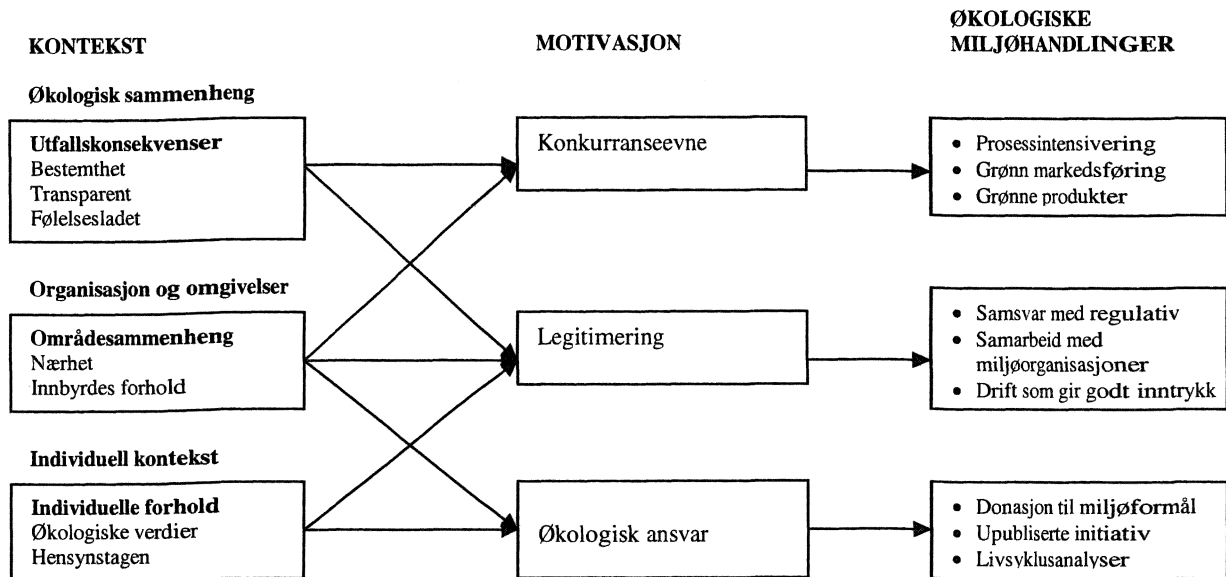 KONTEKST
MOTIVASJON
ØKOLOGISKE
MILJØHANDLINGER
Økologisk sammenheng
Utfallskonsekvenser
Bestemthet
Transparent
Følelsesladet
Konkurranseevne
• Prosessintensivering
• Grønn markedsføring
• Grønne produkter
Organisasjon og omgivelser
Områdesammenheng
Nærhet
Innbyrdes forhold
Legitimering
• Samsvar med regulativ
• Samarbeid med
miljøorganisasjoner
• Drift som gir godt inntrykk
Individuell kontekst
Individuelle forhold
Økologiske verdier
Hensynstagen
Økologisk ansvar
• Donasjon til miljøformål
• Upubliserte initiativ
• Livsyklusanalyser